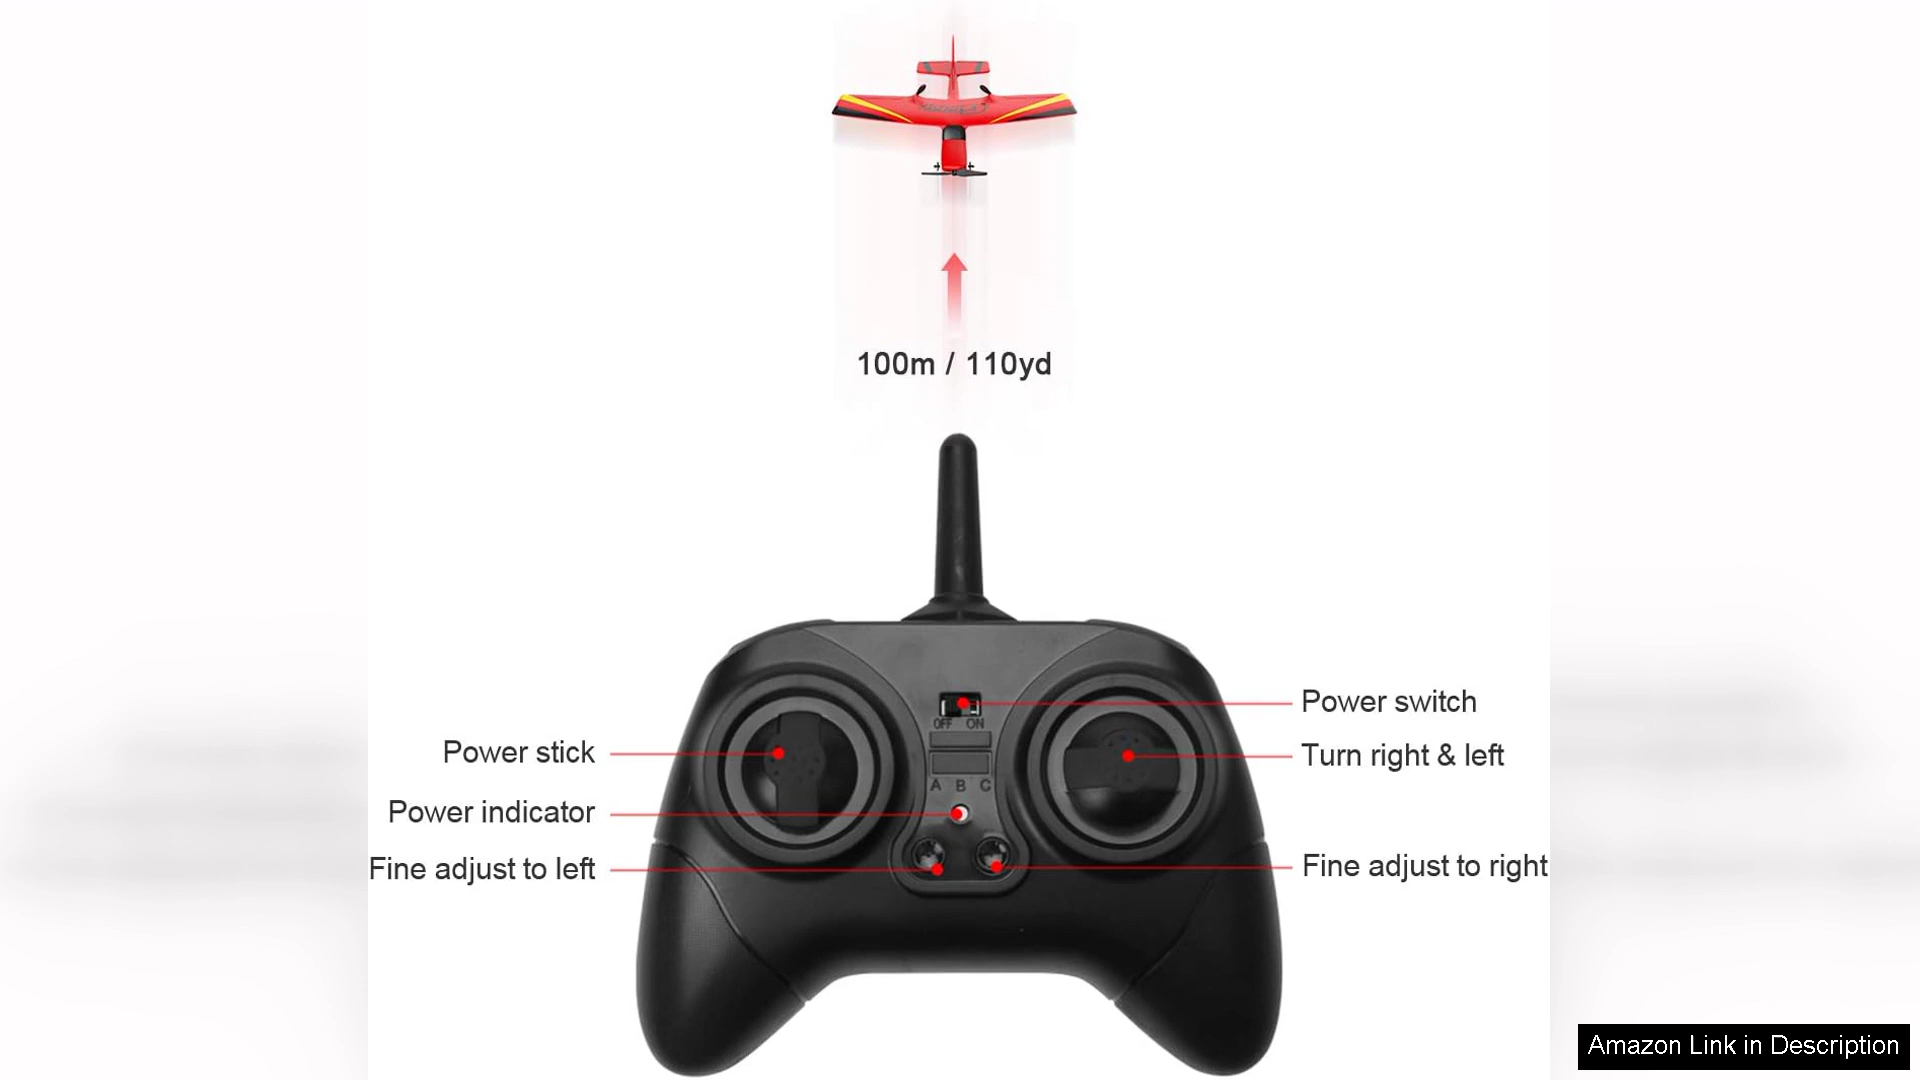 100m / 110yd
Power switch
OFF ON
Power stick
Turn right & left
A B C
Power indicator
Fine adjust to left
Fine adjust to right
Amazon Link in Description